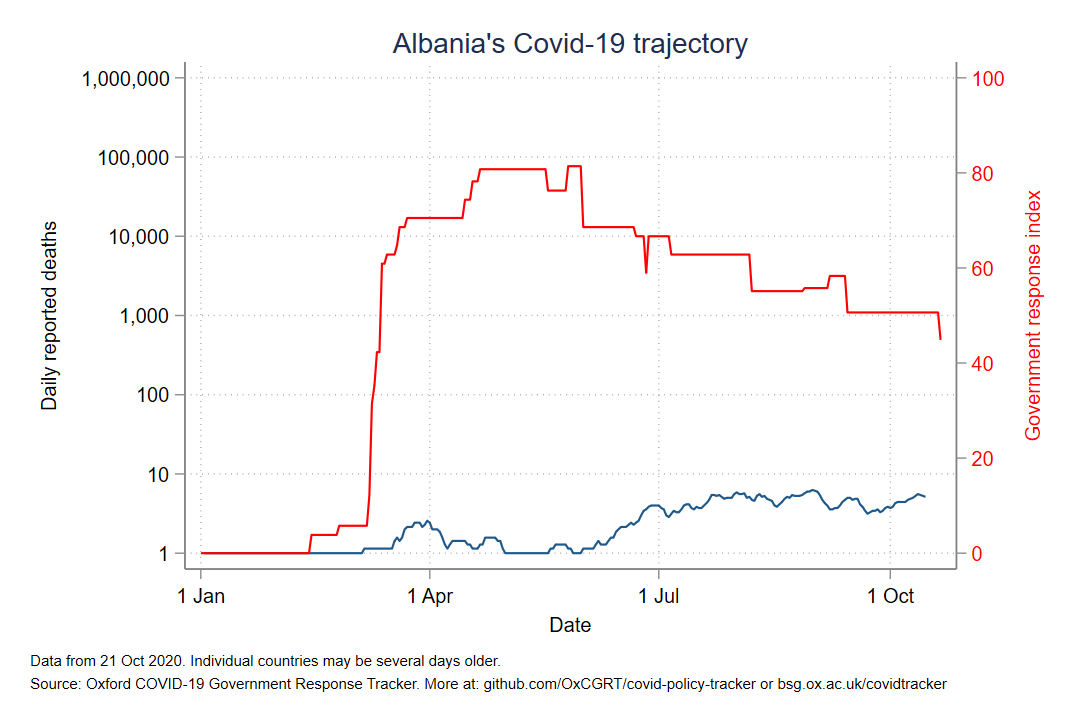 Albania's Covid-19 trajectory
1,000,000
100,000
10,000
1,000
100
10
1
Daily reported deaths
100
80
60
40
20
0
Government response index
1 Jan
1 Apr
1 Jul
1 Oct
Date
Data from 21 Oct 2020. Individual countries may be several days older.
Source: Oxford COVID-19 Government Response Tracker. More at: github.com/OxCGRT/covid-policy-tracker or bsg.ox.ac.uk/covidtracker